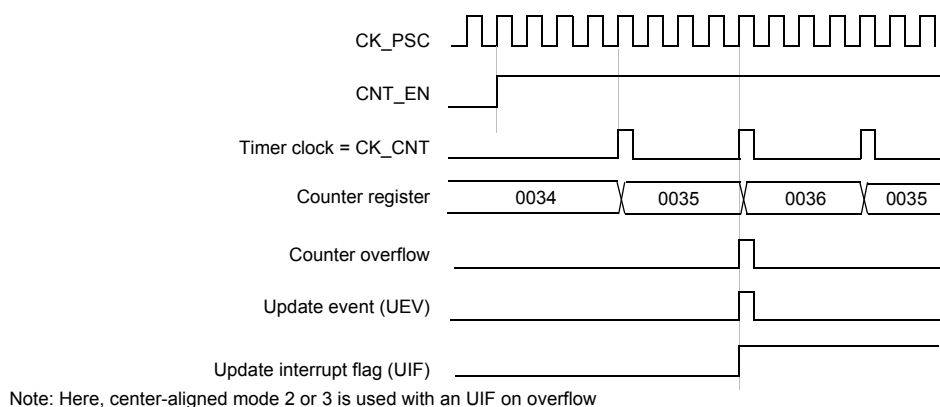 CK_PSC
CNT_EN
Timer clock = CK_CNT
Counter register 0034 0035 0036 0035
Counter overflow
Update event (UEV)
Update interrupt flag (UIF)
Note: Here, center-aligned mode 2 or 3 is used with an UIF on overflow